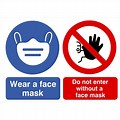 Wear a face
mask
Do not enter
without a
face mask